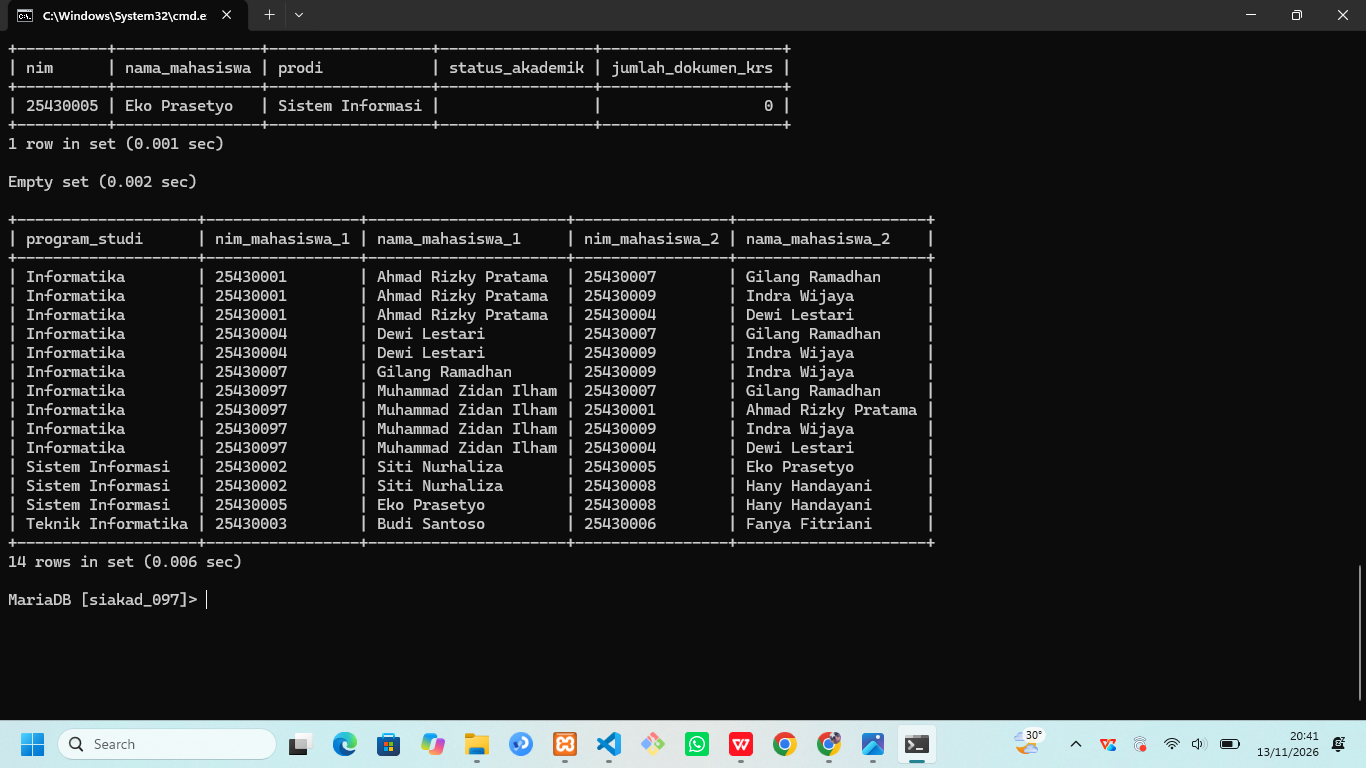 C:\Windows\System32\cmd.e
+----------+----------------+------------------+-----------------+--------------------+
| nim      | nama_mahasiswa | prodi            | status_akademik | jumlah_dokumen_krs |
+----------+----------------+------------------+-----------------+--------------------+
| 25430005 | Eko Prasetyo   | Sistem Informasi |                 |                  0 |
+----------+----------------+------------------+-----------------+--------------------+
1 row in set (0.001 sec)
Empty set (0.002 sec)
+--------------------+-----------------+----------------------+-----------------+---------------------+
| program_studi      | nim_mahasiswa_1 | nama_mahasiswa_1     | nim_mahasiswa_2 | nama_mahasiswa_2    |
+--------------------+-----------------+----------------------+-----------------+---------------------+
| Informatika        | 25430001        | Ahmad Rizky Pratama  | 25430007        | Gilang Ramadhan     |
| Informatika        | 25430001        | Ahmad Rizky Pratama  | 25430009        | Indra Wijaya        |
| Informatika        | 25430001        | Ahmad Rizky Pratama  | 25430004        | Dewi Lestari        |
| Informatika        | 25430004        | Dewi Lestari         | 25430007        | Gilang Ramadhan     |
| Informatika        | 25430004        | Dewi Lestari         | 25430009        | Indra Wijaya        |
| Informatika        | 25430007        | Gilang Ramadhan      | 25430009        | Indra Wijaya        |
| Informatika        | 25430097        | Muhammad Zidan Ilham | 25430007        | Gilang Ramadhan     |
| Informatika        | 25430097        | Muhammad Zidan Ilham | 25430001        | Ahmad Rizky Pratama |
| Informatika        | 25430097        | Muhammad Zidan Ilham | 25430009        | Indra Wijaya        |
| Informatika        | 25430097        | Muhammad Zidan Ilham | 25430004        | Dewi Lestari        |
| Sistem Informasi   | 25430002        | Siti Nurhaliza       | 25430005        | Eko Prasetyo        |
| Sistem Informasi   | 25430002        | Siti Nurhaliza       | 25430008        | Hany Handayani      |
| Sistem Informasi   | 25430005        | Eko Prasetyo         | 25430008        | Hany Handayani      |
| Teknik Informatika | 25430003        | Budi Santoso         | 25430006        | Fanya Fitriani      |
+--------------------+-----------------+----------------------+-----------------+---------------------+
14 rows in set (0.006 sec)
MariaDB [siakad_097]>
Search
30°
20:41
13/11/2026